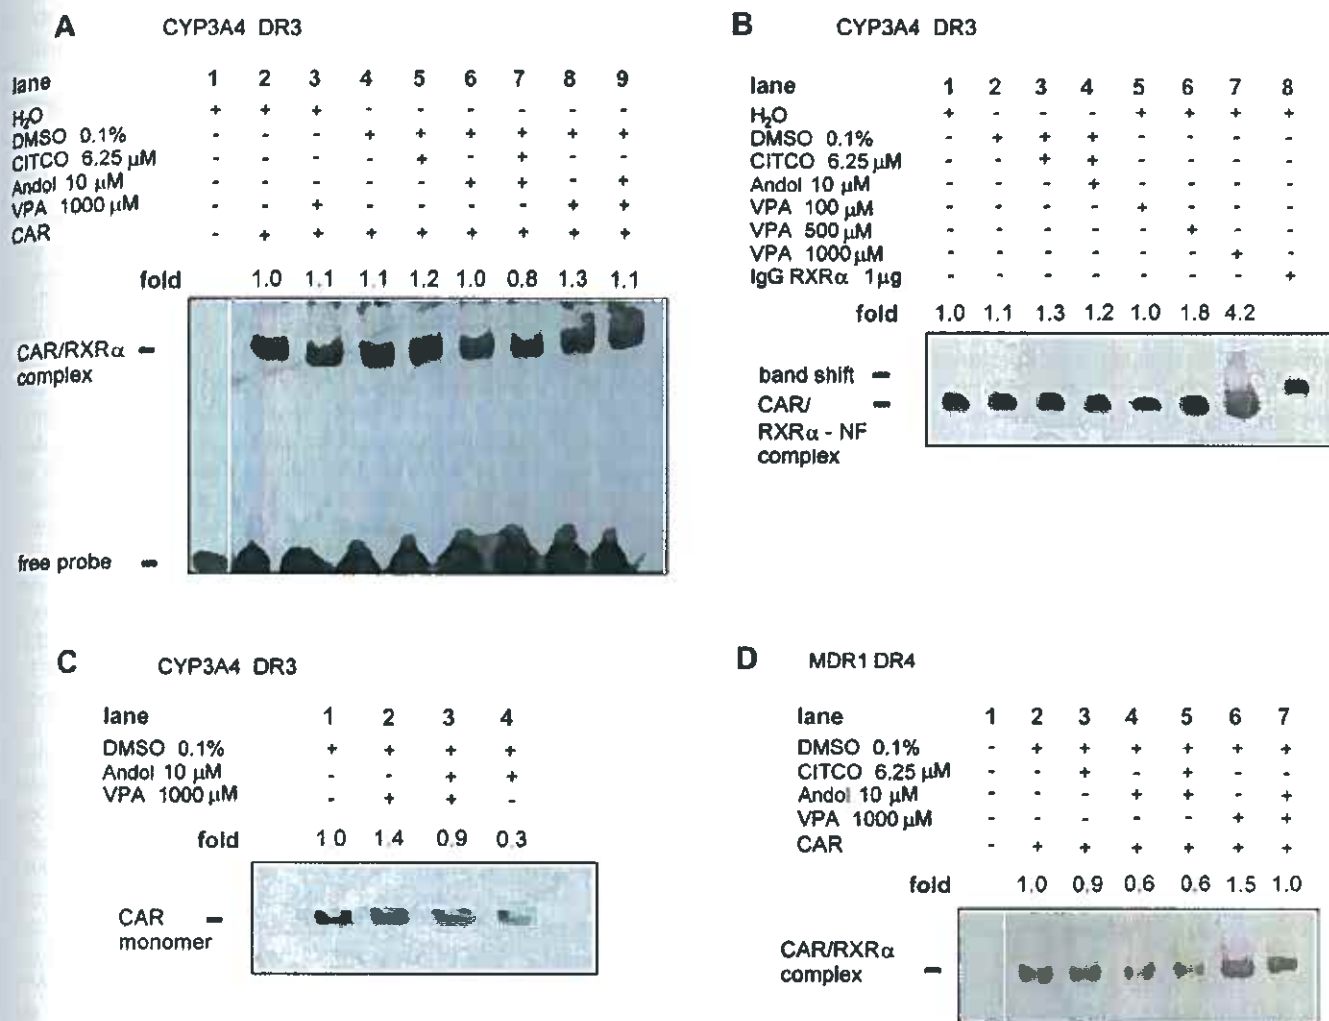 A CYP3A4 DR3
lane 1 2 3 4 5 6 7 8 9
H₂O + + + - - - - - -
DMSO 0.1% - - - + + + + + +
CITCO 6.25 μM - - - - + - + - -
Andol 10 μM - - - - - + + - +
VPA 1000 μM - - + - - - - + +
CAR - + + + + + + + +
fold 1.0 1.1 1.1 1.2 1.0 0.8 1.3 1.1
CAR/RXRα
complex
free probe
B CYP3A4 DR3
lane 1 2 3 4 5 6 7 8
H₂O + - - - + + + +
DMSO 0.1% - + + + - - - -
CITCO 6.25 μM - - + + - - - -
Andol 10 μM - - - + - - - -
VPA 100 μM - - - - + - - -
VPA 500 μM - - - - - + - -
VPA 1000 μM - - - - - - + -
IgG RXRα 1μg - - - - - - - +
fold 1.0 1.1 1.3 1.2 1.0 1.8 4.2
band shift
CAR/
RXRα - NF
complex
C CYP3A4 DR3
lane 1 2 3 4
DMSO 0.1% + + + +
Andol 10 μM - - + +
VPA 1000 μM - + + -
fold 1 0 1.4 0.9 0.3
CAR
monomer
D MDR1 DR4
lane 1 2 3 4 5 6 7
DMSO 0.1% - + + + + + +
CITCO 6.25 μM - - + - + - -
Andol 10 μM - - - + + - +
VPA 1000 μM - - - - - + +
CAR - + + + + + +
fold 1.0 0.9 0.6 0.6 1.5 1.0
CAR/RXRα
complex